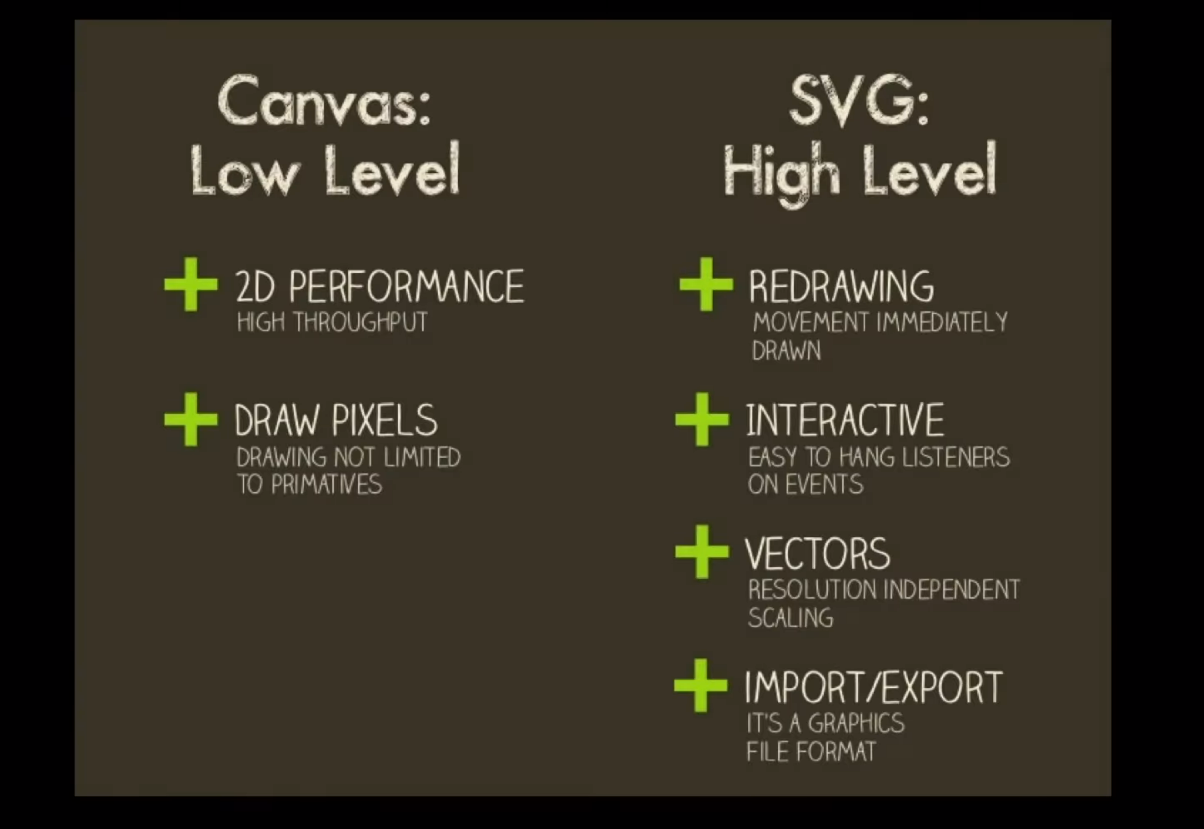 Canvas:
Low Level
2D PERFORMANCE
HIGH THROUGHPUT
DRAW PIXELS
DRAWING NOT LIMITED
TO PRIMATIVES
SVG:
High Level
REDRAWING
MOVEMENT IMMEDIATELY
DRAWN
INTERACTIVE
EASY TO HANG LISTENERS
ON EVENTS
VECTORS
RESOLUTION INDEPENDENT
SCALING
IMPORT/EXPORT
IT'S A GRAPHICS
FILE FORMAT